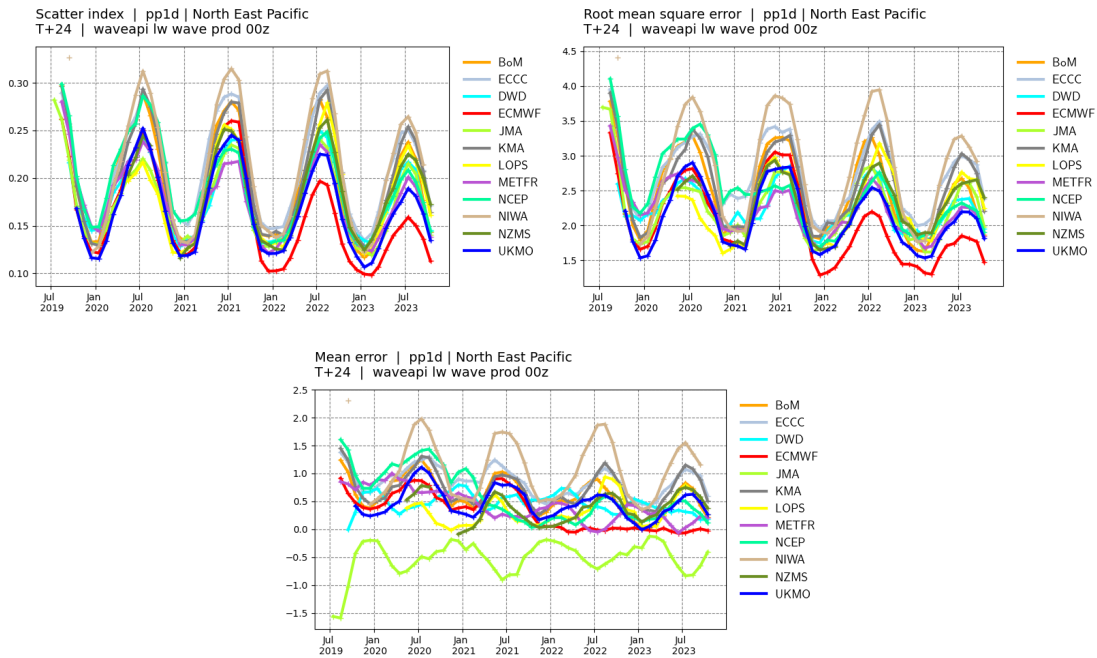 Scatter index | pp1d | North East Pacific
T+24 | waveapi lw wave prod 00z
0.30
0.25
0.20
0.15
0.10
Jul 2019
Jan 2020
Jul 2020
Jan 2021
Jul 2021
Jan 2022
Jul 2022
Jan 2023
Jul 2023
BoM
ECCC
DWD
ECMWF
JMA
KMA
LOPS
METFR
NCEP
NIWA
NZMS
UKMO
Root mean square error | pp1d | North East Pacific
T+24 | waveapi lw wave prod 00z
4.5
4.0
3.5
3.0
2.5
2.0
1.5
Jul 2019
Jan 2020
Jul 2020
Jan 2021
Jul 2021
Jan 2022
Jul 2022
Jan 2023
Jul 2023
BoM
ECCC
DWD
ECMWF
JMA
KMA
LOPS
METFR
NCEP
NIWA
NZMS
UKMO
Mean error | pp1d | North East Pacific
T+24 | waveapi lw wave prod 00z
2.5
2.0
1.5
1.0
0.5
0.0
−0.5
−1.0
−1.5
Jul 2019
Jan 2020
Jul 2020
Jan 2021
Jul 2021
Jan 2022
Jul 2022
Jan 2023
Jul 2023
BoM
ECCC
DWD
ECMWF
JMA
KMA
LOPS
METFR
NCEP
NIWA
NZMS
UKMO